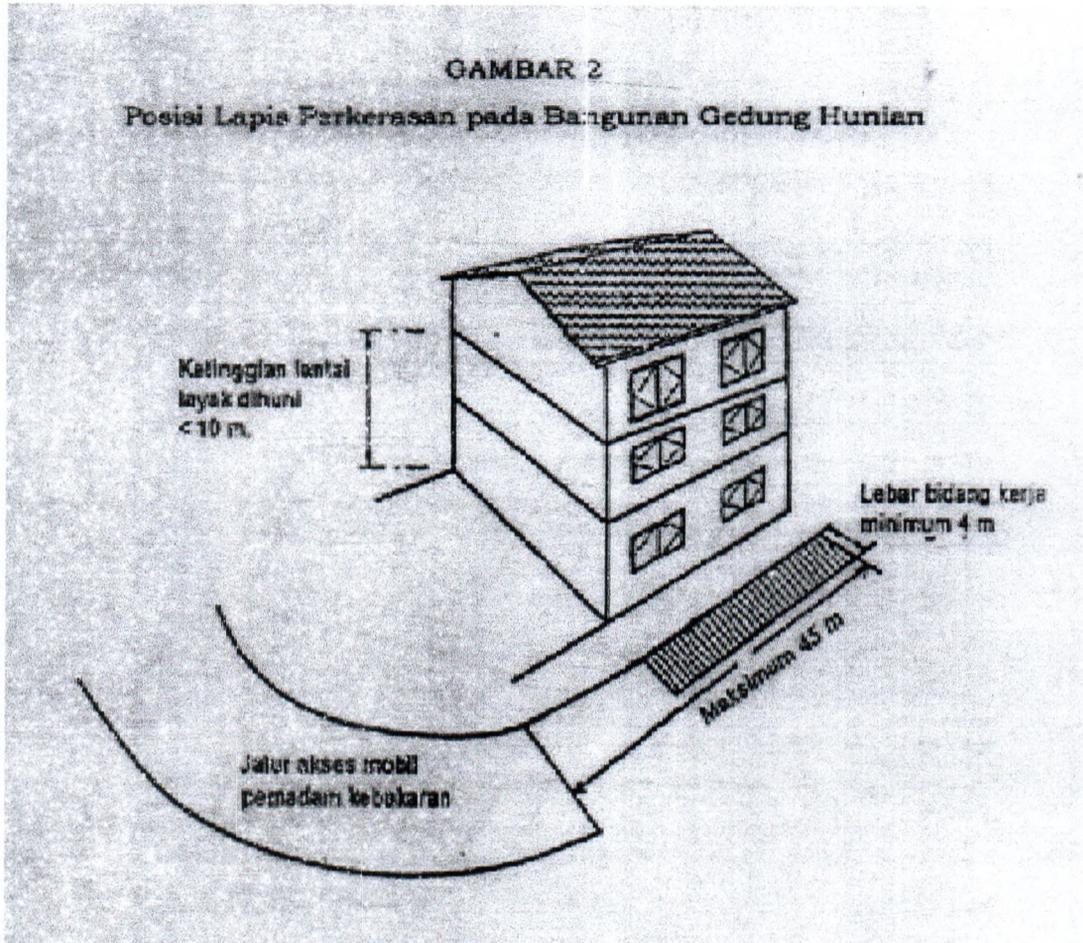 GAMBAR 2
Posisi Lapis Perkerasan pada Bangunan Gedung Hunian
Ketinggian lantai
layak dihuni
< 10 m.
Lebar bidang kerja
minimum 4 m
Maksimum 45 m
Jalur akses mobil
pemadam kebakaran